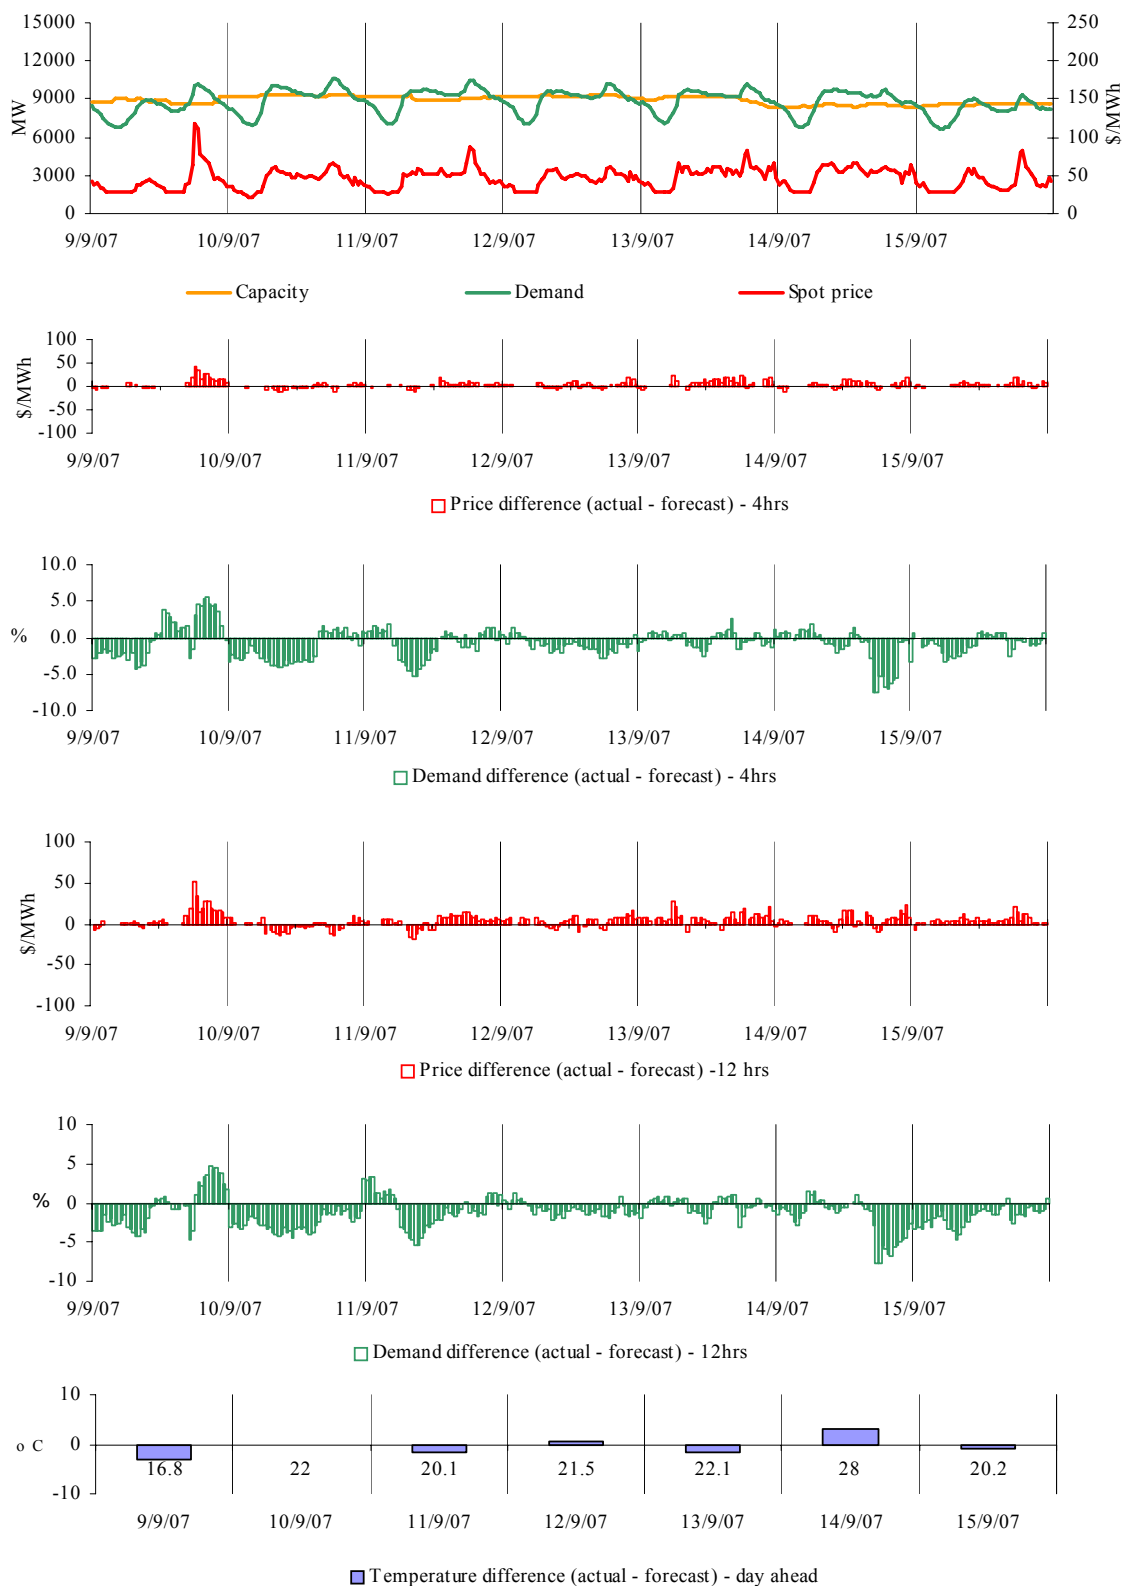 15000 250
12000 200
9000 150
6000 100
3000 50
0 0
MW
$/MWh
9/9/07 10/9/07 11/9/07 12/9/07 13/9/07 14/9/07 15/9/07
Capacity Demand Spot price
100
50
0
-50
-100
$/MWh
9/9/07 10/9/07 11/9/07 12/9/07 13/9/07 14/9/07 15/9/07
Price difference (actual - forecast) - 4hrs
10.0
5.0
0.0
-5.0
-10.0
%
9/9/07 10/9/07 11/9/07 12/9/07 13/9/07 14/9/07 15/9/07
Demand difference (actual - forecast) - 4hrs
100
50
0
-50
-100
$/MWh
9/9/07 10/9/07 11/9/07 12/9/07 13/9/07 14/9/07 15/9/07
Price difference (actual - forecast) -12 hrs
10
5
0
-5
-10
%
9/9/07 10/9/07 11/9/07 12/9/07 13/9/07 14/9/07 15/9/07
Demand difference (actual - forecast) - 12hrs
10
0
-10
o C
16.8 22 20.1 21.5 22.1 28 20.2
9/9/07 10/9/07 11/9/07 12/9/07 13/9/07 14/9/07 15/9/07
Temperature difference (actual - forecast) - day ahead